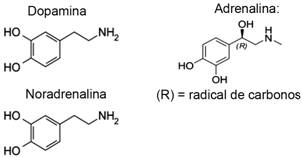 Dopamina
HO
HO
NH2
Noradrenalina
HO
HO
NH2
Adrenalina:
OH
(R)
H
N
HO
OH
(R) = radical de carbonos